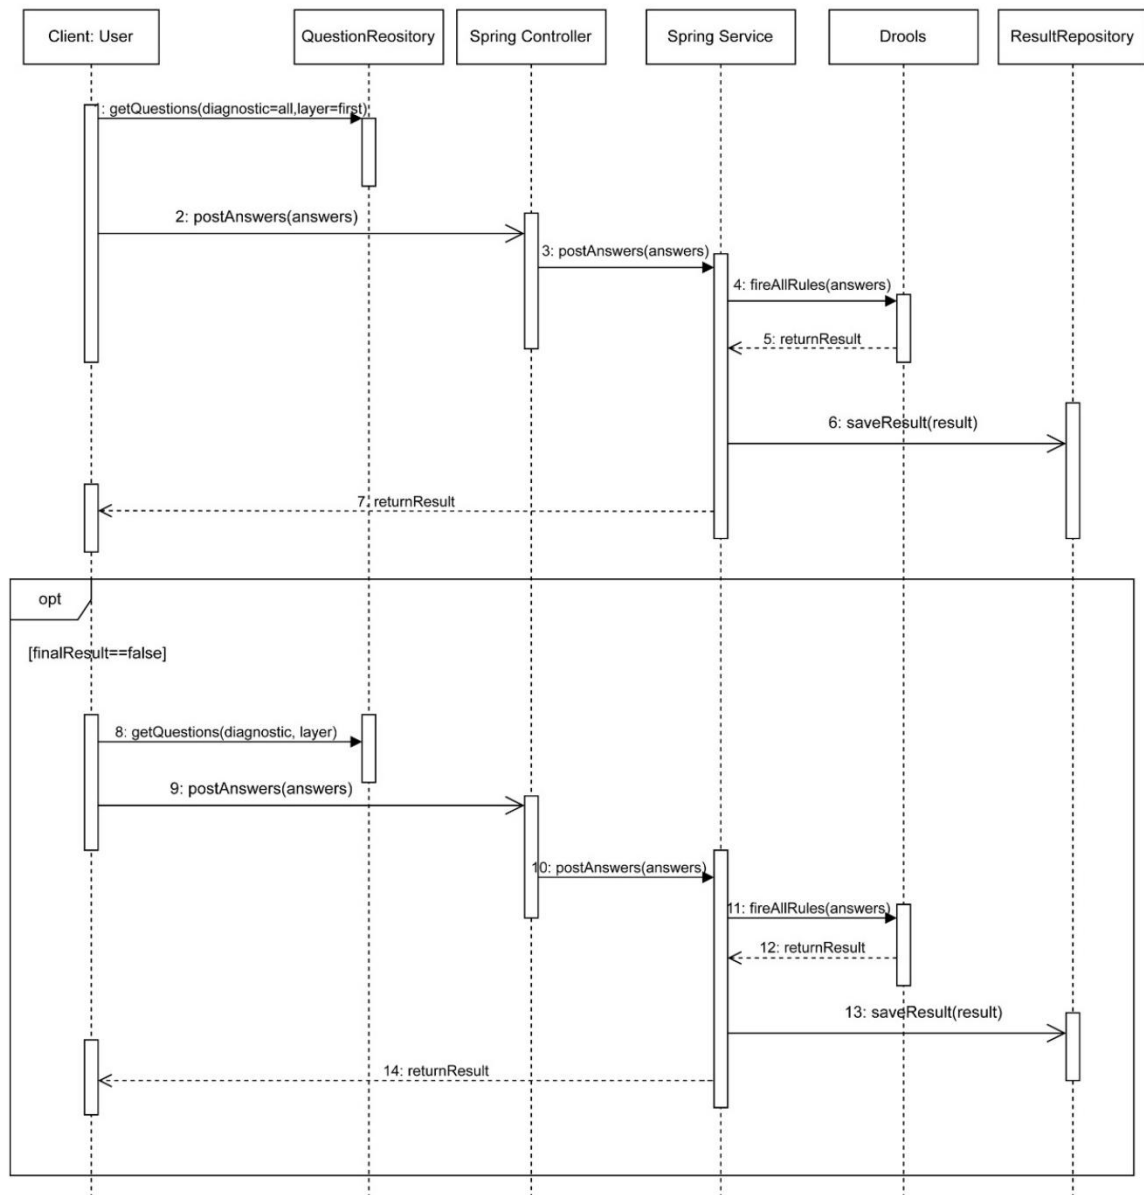 Client: User
QuestionReository
Spring Controller
Spring Service
Drools
ResultRepository
1: getQuestions(diagnostic=all,layer=first)
2: postAnswers(answers)
3: postAnswers(answers)
4: fireAllRules(answers)
5: returnResult
6: saveResult(result)
7: returnResult
opt
[finalResult==false]
8: getQuestions(diagnostic, layer)
9: postAnswers(answers)
10: postAnswers(answers)
11: fireAllRules(answers)
12: returnResult
13: saveResult(result)
14: returnResult